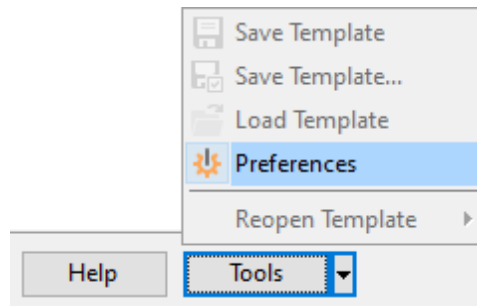 Save Template
Save Template...
Load Template
Preferences
Reopen Template
Help
Tools